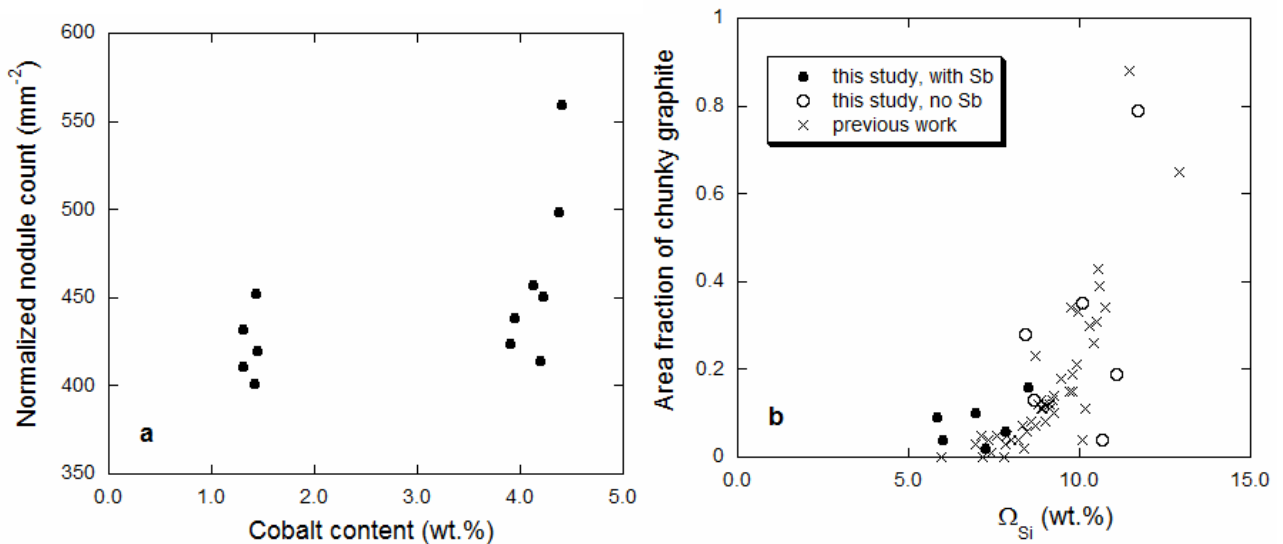 600
550
500
450
400
350
Normalized nodule count (mm⁻²)
a
0.0 1.0 2.0 3.0 4.0 5.0
Cobalt content (wt.%)
1
0.8
0.6
0.4
0.2
0
Area fraction of chunky graphite
this study, with Sb
this study, no Sb
previous work
b
0.0 5.0 10.0 15.0
Ω_Si (wt.%)